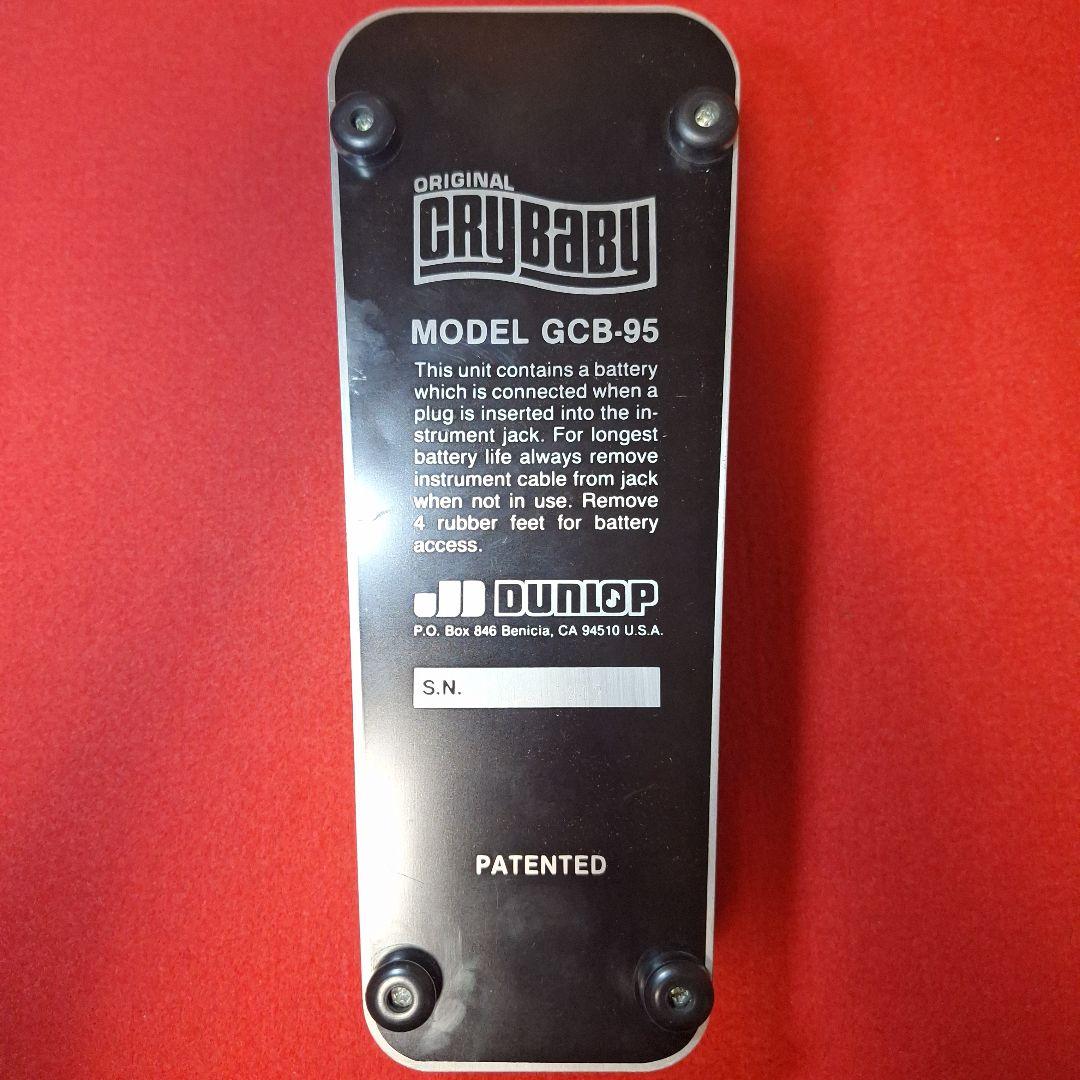 ORIGINAL
CRYBABY
MODEL GCB-95
This unit contains a battery
which is connected when a
plug is inserted into the in-
strument jack. For longest
battery life always remove
instrument cable from jack
when not in use. Remove
4 rubber feet for battery
access.
DUNLOP
P.O. Box 846 Benicia, CA 94510 U.S.A.
S.N.
PATENTED